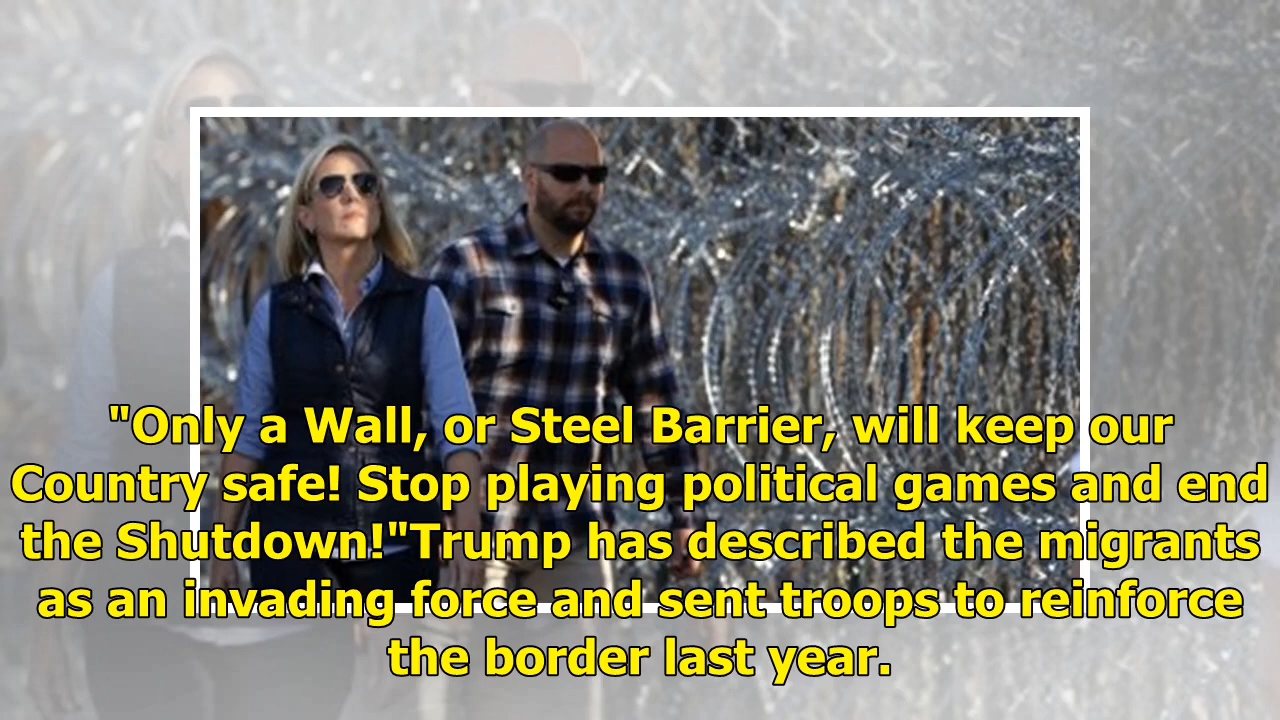 "Only a Wall, or Steel Barrier, will keep our
Country safe! Stop playing political games and end
the Shutdown!"Trump has described the migrants
as an invading force and sent troops to reinforce
the border last year.